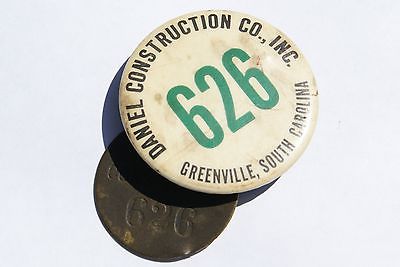 DANIEL CONSTRUCTION CO., INC.
626
GREENVILLE, SOUTH CAROLINA
626